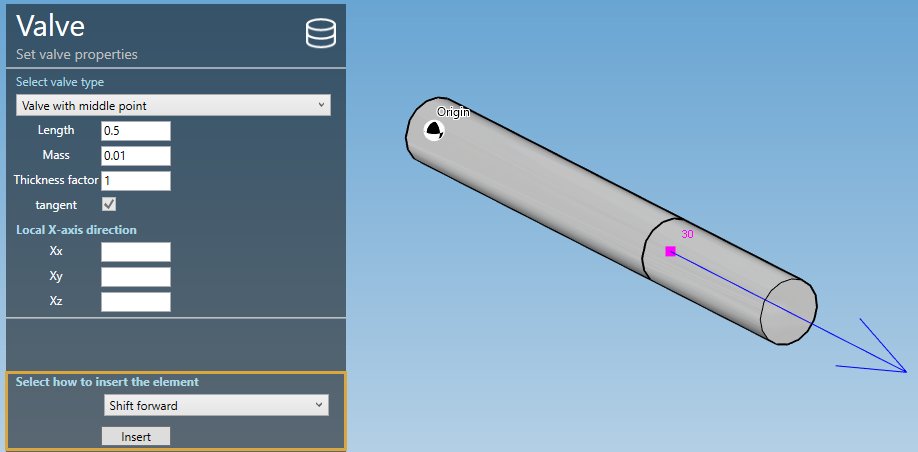 Valve
Set valve properties
Select valve type
Valve with middle point
Length 0.5
Mass 0.01
Thickness factor 1
tangent
Local X-axis direction
Xx
Xy
Xz
Select how to insert the element
Shift forward
Insert
Origin
30